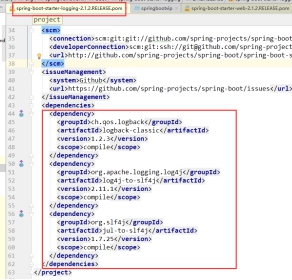 spring-boot-starter-logging-2.1.2.RELEASE.pom
springbootvip
spring-boot-starter-web-2.1.2.RELEASE.pom
project
34 <scm>
35 <connection>scm:git:git://github.com/spring-projects/spring-boot
36 <developerConnection>scm:git:ssh://git@github.com/spring-project
37 <url>http://github.com/spring-projects/spring-boot/spring-boot-s
38 </scm>
39 <issueManagement>
40 <system>Github</system>
41 <url>https://github.com/spring-projects/spring-boot/issues</url>
42 </issueManagement>
43 <dependencies>
44 <dependency>
45 <groupId>ch.qos.logback</groupId>
46 <artifactId>logback-classic</artifactId>
47 <version>1.2.3</version>
48 <scope>compile</scope>
49 </dependency>
50 <dependency>
51 <groupId>org.apache.logging.log4j</groupId>
52 <artifactId>log4j-to-slf4j</artifactId>
53 <version>2.11.1</version>
54 <scope>compile</scope>
55 </dependency>
56 <dependency>
57 <groupId>org.slf4j</groupId>
58 <artifactId>jul-to-slf4j</artifactId>
59 <version>1.7.25</version>
60 <scope>compile</scope>
61 </dependency>
62 </dependencies>
63 </project>